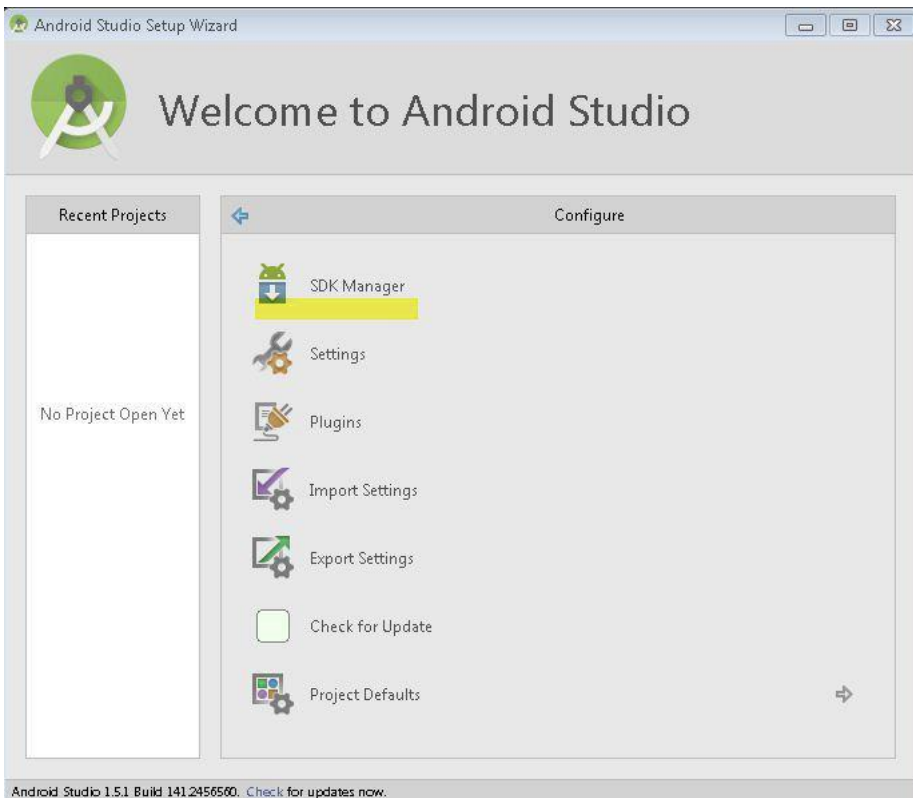 Android Studio Setup Wizard
Welcome to Android Studio
Recent Projects
Configure
SDK Manager
Settings
No Project Open Yet
Plugins
Import Settings
Export Settings
Check for Update
Project Defaults
Android Studio 1.5.1 Build 141.2456560. Check for updates now.